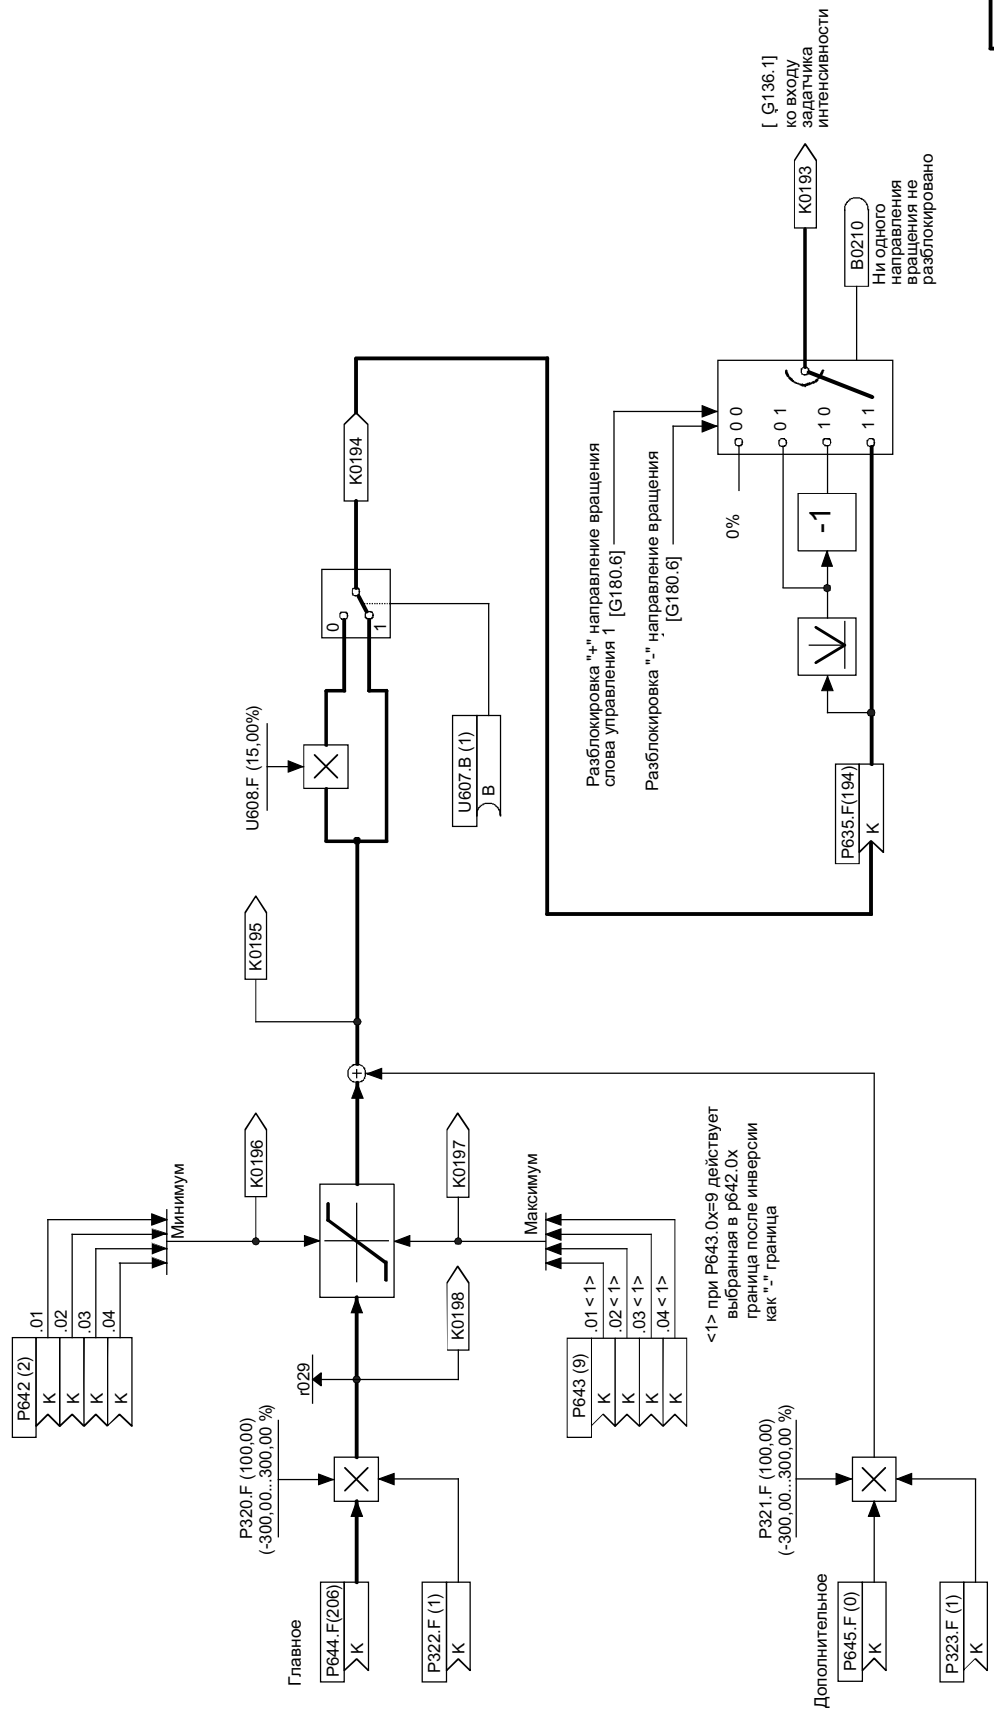 Главное
P644.F(206)
K
P322.F (1)
K
P320.F (100,00)
(-300,00...300,00 %)
r029
K0198
P642 (2)
K
K
K
K
.01
.02
.03
.04
Минимум
K0196
P643 (9)
K
K
K
K
.01 < 1>
.02 < 1>
.03 < 1>
.04 < 1>
Максимум
K0197
<1> при P643.0x=9 действует
выбранная в p642.0x
граница после инверсии
как "-" граница
Дополнительное
P645.F (0)
K
P323.F (1)
K
P321.F (100,00)
(-300,00...300,00 %)
+
K0195
U608.F (15,00%)
U607.B (1)
B
0
1
K0194
P635.F(194)
K
Разблокировка "+" направление вращения
слова управления 1 [G180.6]
Разблокировка "-" направление вращения
[G180.6]
0%
-1
0 0
0 1
1 0
1 1
K0193
[ G136.1]
ко входу
задатчика
интенсивности
B0210
Ни одного
направления
вращения не
разблокировано